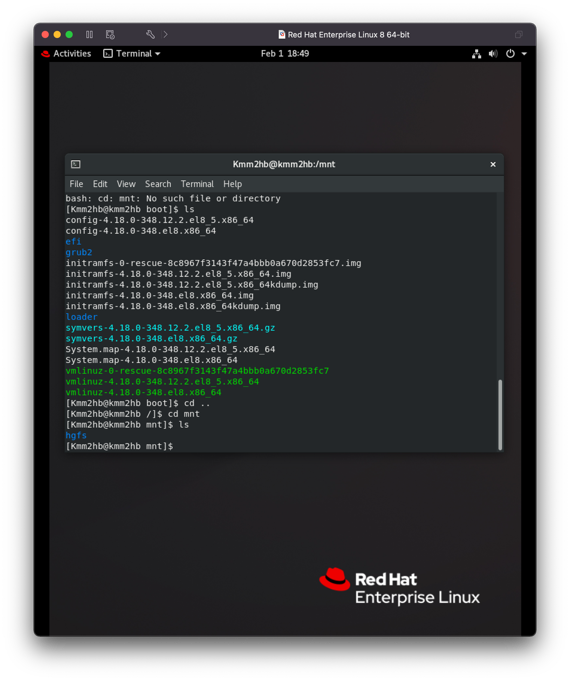 Red Hat Enterprise Linux 8 64-bit
Activities Terminal Feb 1 18:49
Kmm2hb@kmm2hb:/mnt
File Edit View Search Terminal Help
bash: cd: mnt: No such file or directory
[Kmm2hb@kmm2hb boot]$ ls
config-4.18.0-348.12.2.el8_5.x86_64
config-4.18.0-348.el8.x86_64
efi
grub2
initramfs-0-rescue-8c8967f3143f47a4bbb0a670d2853fc7.img
initramfs-4.18.0-348.12.2.el8_5.x86_64.img
initramfs-4.18.0-348.12.2.el8_5.x86_64kdump.img
initramfs-4.18.0-348.el8.x86_64.img
initramfs-4.18.0-348.el8.x86_64kdump.img
loader
symvers-4.18.0-348.12.2.el8_5.x86_64.gz
symvers-4.18.0-348.el8.x86_64.gz
System.map-4.18.0-348.12.2.el8_5.x86_64
System.map-4.18.0-348.el8.x86_64
vmlinuz-0-rescue-8c8967f3143f47a4bbb0a670d2853fc7
vmlinuz-4.18.0-348.12.2.el8_5.x86_64
vmlinuz-4.18.0-348.el8.x86_64
[Kmm2hb@kmm2hb boot]$ cd ..
[Kmm2hb@kmm2hb /]$ cd mnt
[Kmm2hb@kmm2hb mnt]$ ls
hgfs
[Kmm2hb@kmm2hb mnt]$
Red Hat
Enterprise Linux